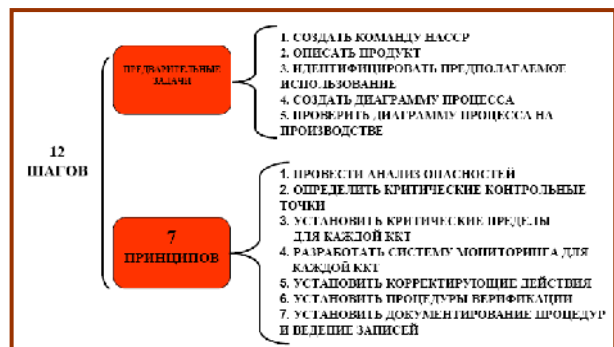 12
ШАГОВ
ПРЕДВАРИТЕЛЬНЫЕ
ЗАДАЧИ
1. СОЗДАТЬ КОМАНДУ НАССР
2. ОПИСАТЬ ПРОДУКТ
3. ИДЕНТИФИЦИРОВАТЬ ПРЕДПОЛАГАЕМОЕ
ИСПОЛЬЗОВАНИЕ
4. СОЗДАТЬ ДИАГРАММУ ПРОЦЕССА
5. ПРОВЕРИТЬ ДИАГРАММУ ПРОЦЕССА НА
ПРОИЗВОДСТВЕ
7
ПРИНЦИПОВ
1. ПРОВЕСТИ АНАЛИЗ ОПАСНОСТЕЙ
2. ОПРЕДЕЛИТЬ КРИТИЧЕСКИЕ КОНТРОЛЬНЫЕ
ТОЧКИ
3. УСТАНОВИТЬ КРИТИЧЕСКИЕ ПРЕДЕЛЫ
ДЛЯ КАЖДОЙ ККТ
4. РАЗРАБОТАТЬ СИСТЕМУ МОНИТОРИНГА ДЛЯ
КАЖДОЙ ККТ
5. УСТАНОВИТЬ КОРРЕКТИРУЮЩИЕ ДЕЙСТВИЯ
6. УСТАНОВИТЬ ПРОЦЕДУРЫ ВЕРИФИКАЦИИ
7. УСТАНОВИТЬ ДОКУМЕНТИРОВАНИЕ ПРОЦЕДУР
И ВЕДЕНИЕ ЗАПИСЕЙ